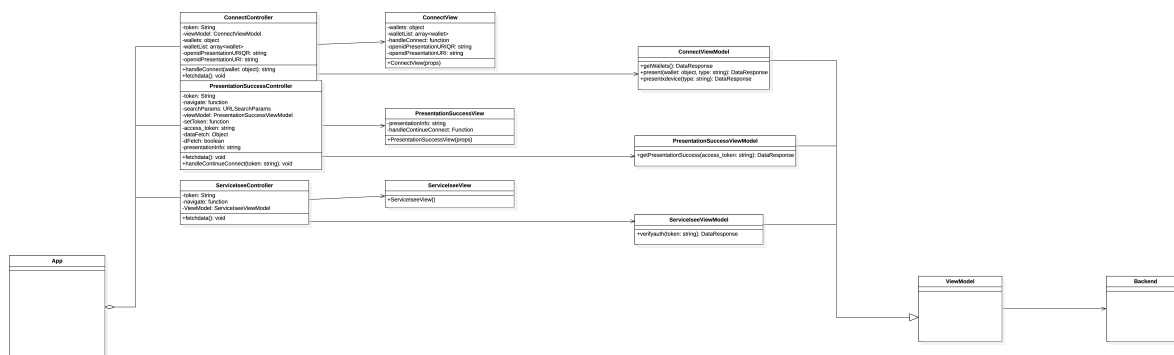 ConnectController
-token: String
-viewModel: ConnectViewModel
-wallets: object
-walletList: array<wallet>
-openidPresentationURIQR: string
-openidPresentationURI: string
+handleConnect(wallet: object): string
+fetchdata(): void
ConnectView
-wallets: object
-walletList: array<wallet>
-handleConnect: function
-openidPresentationURIQR: string
-openidPresentationURI: string
+ConnectView(props)
ConnectViewModel
+getWallets(): DataResponse
+present(wallet: object, type: string): DataResponse
+presentxdevice(type: string): DataResponse
PresentationSuccessController
-token: String
-navigate: function
-searchParams: URLSearchParams
-viewModel: PresentationSuccessViewModel
-setToken: function
-access_token: string
-dataFetch: Object
-dFetch: boolean
-presentationInfo: string
+fetchdata(): void
+handleContinueConnect(token: string): void
PresentationSuccessView
-presentationInfo: string
-handleContinueConnect: Function
+PresentationSuccessView(props)
PresentationSuccessViewModel
+getPresentationSuccess(access_token: string): DataResponse
ServiceIseeController
-token: String
-navigate: function
-ViewModel: ServiceIseeViewModel
+fetchdata(): void
ServiceIseeView
+ServiceIseeView()
ServiceIseeViewModel
+verifyauth(token: string): DataResponse
App
ViewModel
Backend